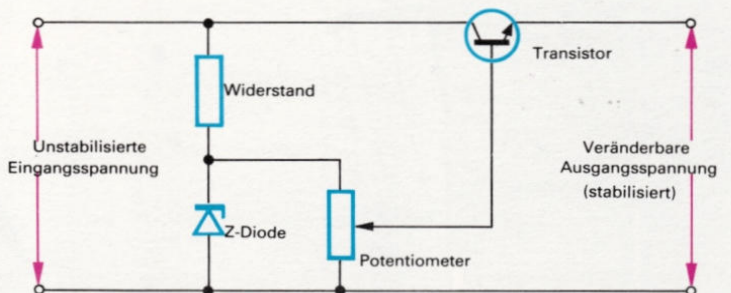 Transistor
Widerstand
Unstabilisierte
Eingangsspannung
Veränderbare
Ausgangsspannung
(stabilisiert)
Z-Diode
Potentiometer